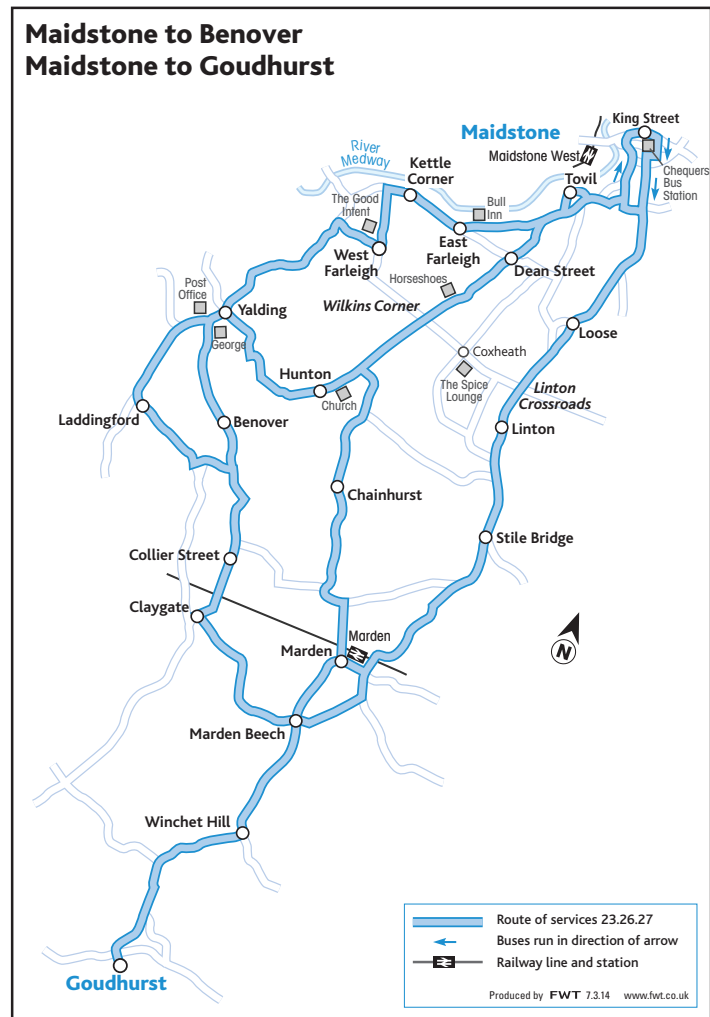 Maidstone to Benover
Maidstone to Goudhurst
King Street
Maidstone
Maidstone West
Chequers
Bus
Station
River
Medway
Kettle
Corner
Tovil
The Good
Intent
Bull
Inn
West
Farleigh
East
Farleigh
Dean Street
Horseshoes
Post
Office
Wilkins Corner
Yalding
George
Loose
Coxheath
Hunton
The Spice
Lounge
Linton
Crossroads
Church
Laddingford
Benover
Linton
Chainhurst
Stile Bridge
Collier Street
Claygate
Marden
Marden
N
Marden Beech
Winchet Hill
Goudhurst
Route of services 23.26.27
Buses run in direction of arrow
Railway line and station
Produced by FWT 7.3.14 www.fwt.co.uk